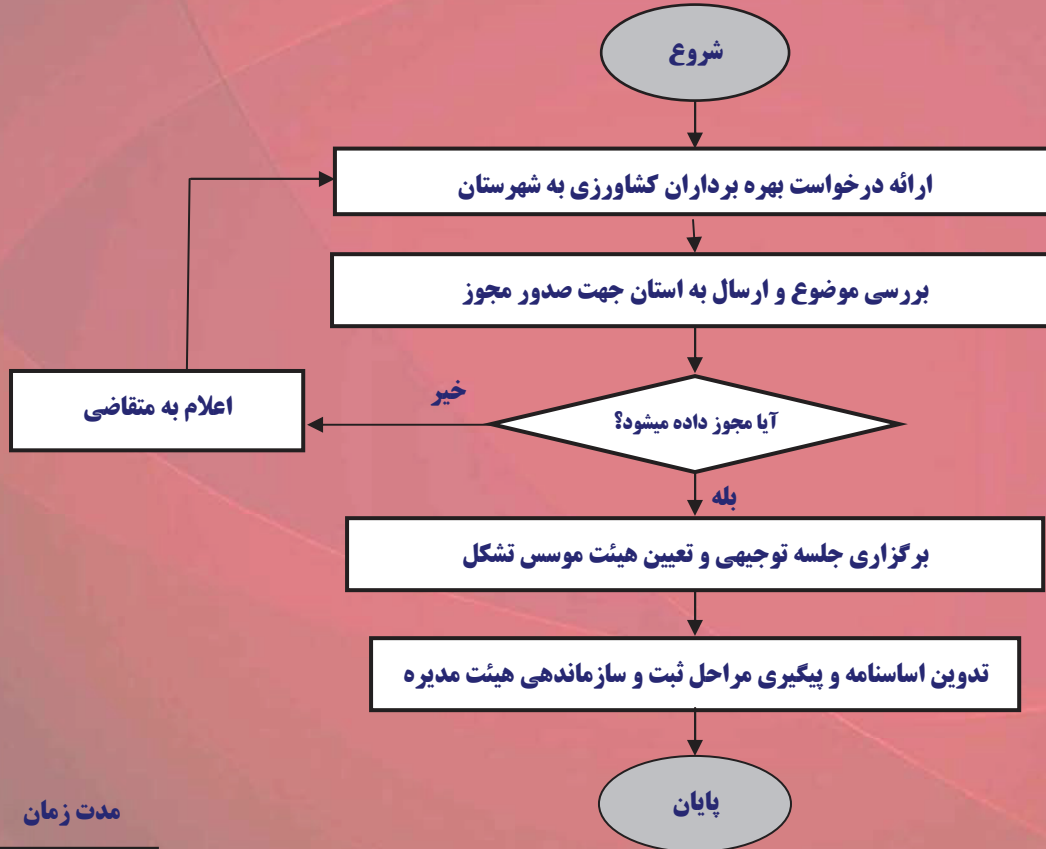 شروع
ارائه درخواست بهره برداران کشاورزی به شهرستان
بررسی موضوع و ارسال به استان جهت صدور مجوز
آیا مجوز داده میشود؟
خیر
اعلام به متقاضی
بله
برگزاری جلسه توجیهی و تعیین هیئت موسس تشکل
تدوین اساسنامه و پیگیری مراحل ثبت و سازماندهی هیئت مدیره
پایان
مدت زمان